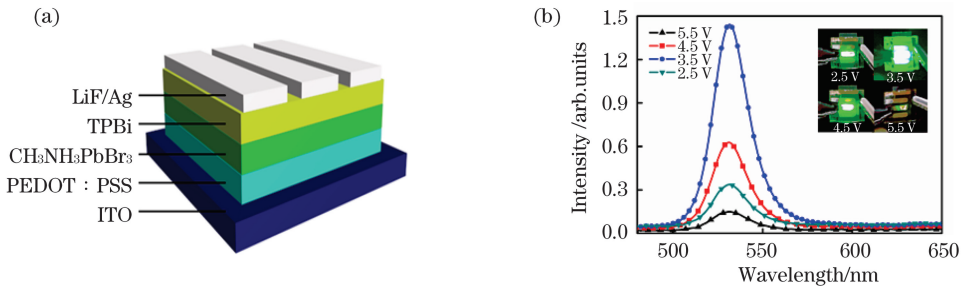 (a)
LiF/Ag
TPBi
CH₃NH₃PbBr₃
PEDOT：PSS
ITO
(b)
Intensity /arb.units
1.5
1.2
0.9
0.6
0.3
0.0
5.5 V
4.5 V
3.5 V
2.5 V
2.5 V
3.5 V
4.5 V
5.5 V
500
550
600
650
Wavelength/nm